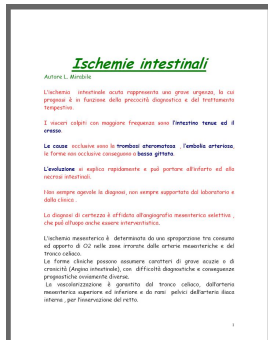 Ischemie intestinali
Autore L. Mirabile
L'ischemia intestinale acuta rappresenta una grave urgenza, la cui
prognosi è in funzione della precocità diagnostica e del trattamento
tempestivo.
I visceri colpiti con maggiore frequenza sono l'intestino tenue ed il
crasso.
Le cause occlusive sono la trombosi ateromatosa , l'embolia arteriosa,
le forme non occlusive conseguono a bassa gittata.
L'evoluzione si esplica rapidamente e può portare all'infarto ed alla
necrosi intestinali.
Non sempre agevole la diagnosi, non sempre supportata dal laboratorio e
dalla clinica .
La diagnosi di certezza è affidata all'angiografia mesenterica selettiva ,
che può all'uopo anche essere interventistica.
L'ischemia mesenterica è determinata da una sproporzione tra consumo
ed apporto di O2 nelle zone irrorate dalle arterie mesenteriche e del
tronco celiaco.
Le forme cliniche possono assumere caratteri di grave acuzie o di
cronicità (Angina intestinale), con difficoltà diagnostiche e conseguenze
prognostiche ovviamente diverse.
La vascolarizzazione è garantita dal tronco celiaco, dall'arteria
mesenterica superiore ed inferiore e da rami pelvici dell'arteria iliaca
interna , per l'innervazione del retto.
1